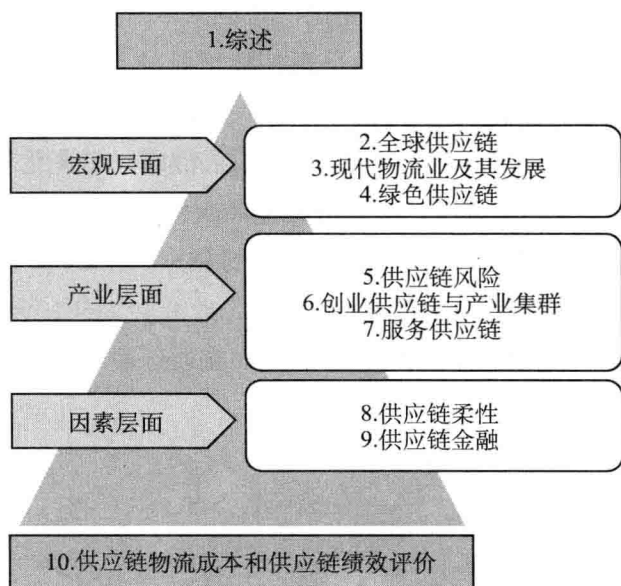 1.综述
宏观层面
2.全球供应链
3.现代物流业及其发展
4.绿色供应链
产业层面
5.供应链风险
6.创业供应链与产业集群
7.服务供应链
因素层面
8.供应链柔性
9.供应链金融
10.供应链物流成本和供应链绩效评价